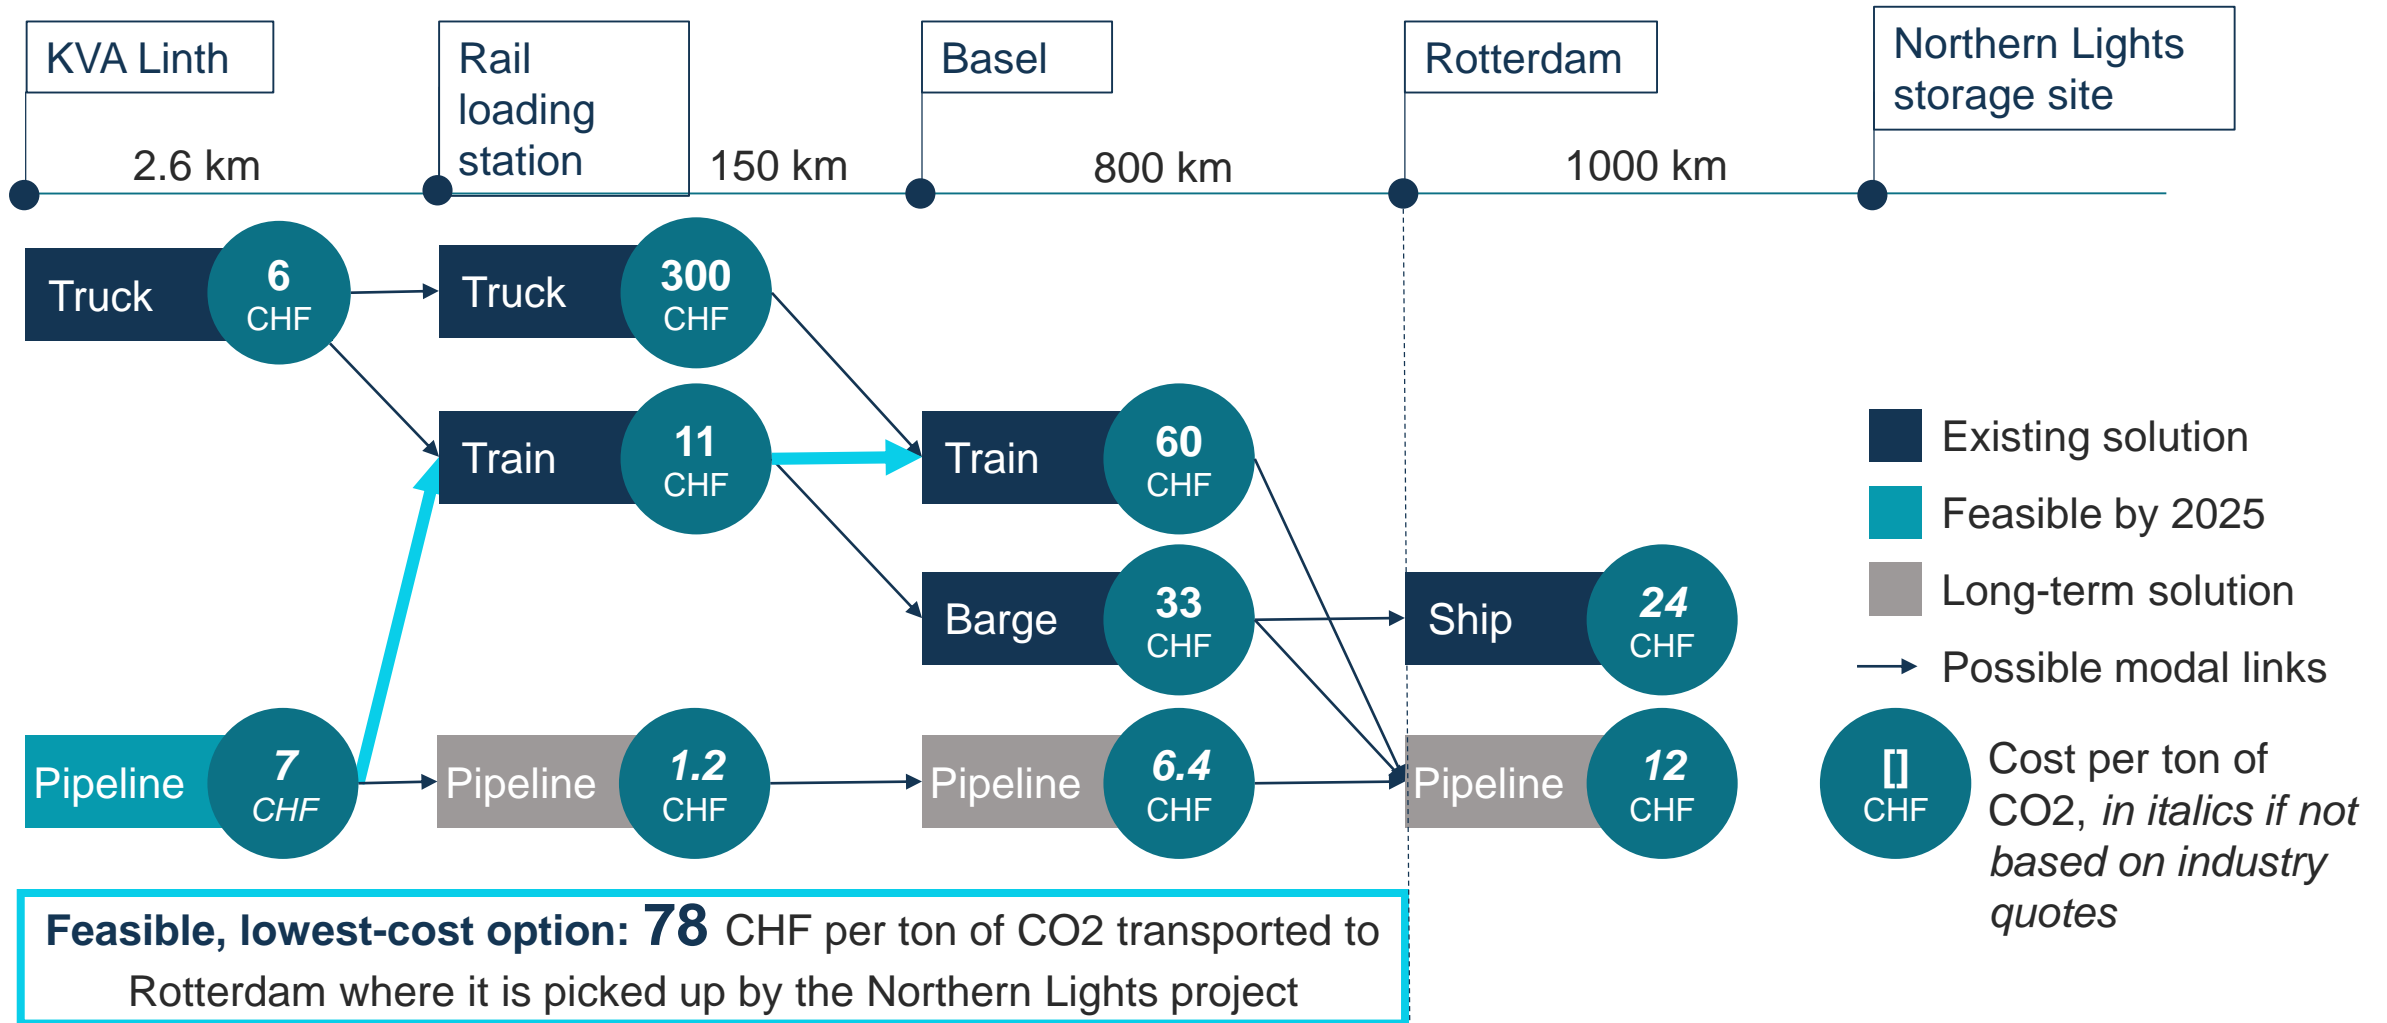 KVA Linth
Rail
loading
station
Basel
Rotterdam
Northern Lights
storage site
2.6 km
150 km
800 km
1000 km
Truck
6
CHF
Truck
300
CHF
Train
11
CHF
Train
60
CHF
Barge
33
CHF
Ship
24
CHF
Pipeline
7
CHF
Pipeline
1.2
CHF
Pipeline
6.4
CHF
Pipeline
12
CHF
Existing solution
Feasible by 2025
Long-term solution
Possible modal links
[]
CHF
Cost per ton of
CO2, in italics if not
based on industry
quotes
Feasible, lowest-cost option: 78 CHF per ton of CO2 transported to
Rotterdam where it is picked up by the Northern Lights project